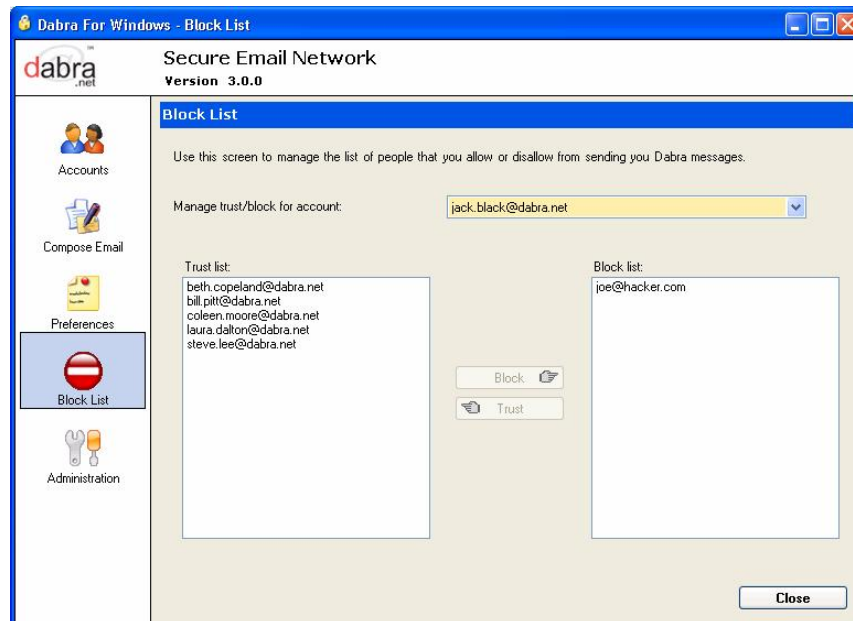 Dabra For Windows - Block List
dabra
.net
Secure Email Network
Version 3.0.0
Accounts
Compose Email
Preferences
Block List
Administration
Block List
Use this screen to manage the list of people that you allow or disallow from sending you Dabra messages.
Manage trust/block for account:
jack.black@dabra.net
Trust list:
beth.copeland@dabra.net
bill.pitt@dabra.net
coleen.moore@dabra.net
laura.dalton@dabra.net
steve.lee@dabra.net
Block
Trust
Block list:
joe@hacker.com
Close